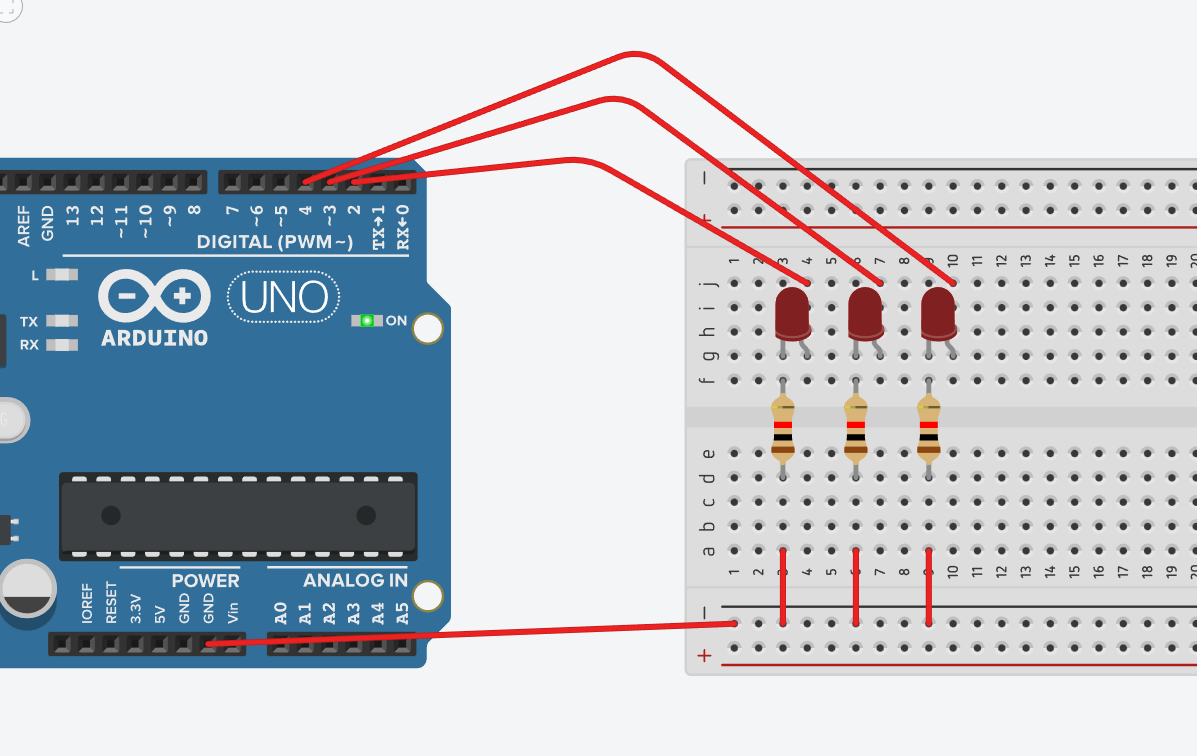 AREF GND 13 12 ~11 ~10 ~9 8 7 ~6 ~5 4 ~3 2 TX→1 RX←0
DIGITAL (PWM~)
L
TX
RX
UNO
ARDUINO
ON
POWER
ANALOG IN
IOREF RESET 3.3V 5V GND GND Vin A0 A1 A2 A3 A4 A5
−
+
1 2 3 4 5 6 7 8 9 10 11 12 13 14 15 16 17 18 19 20
j
i
h
g
f
e
d
c
b
a
1 2 3 4 5 6 7 8 9 10 11 12 13 14 15 16 17 18 19 20
−
+